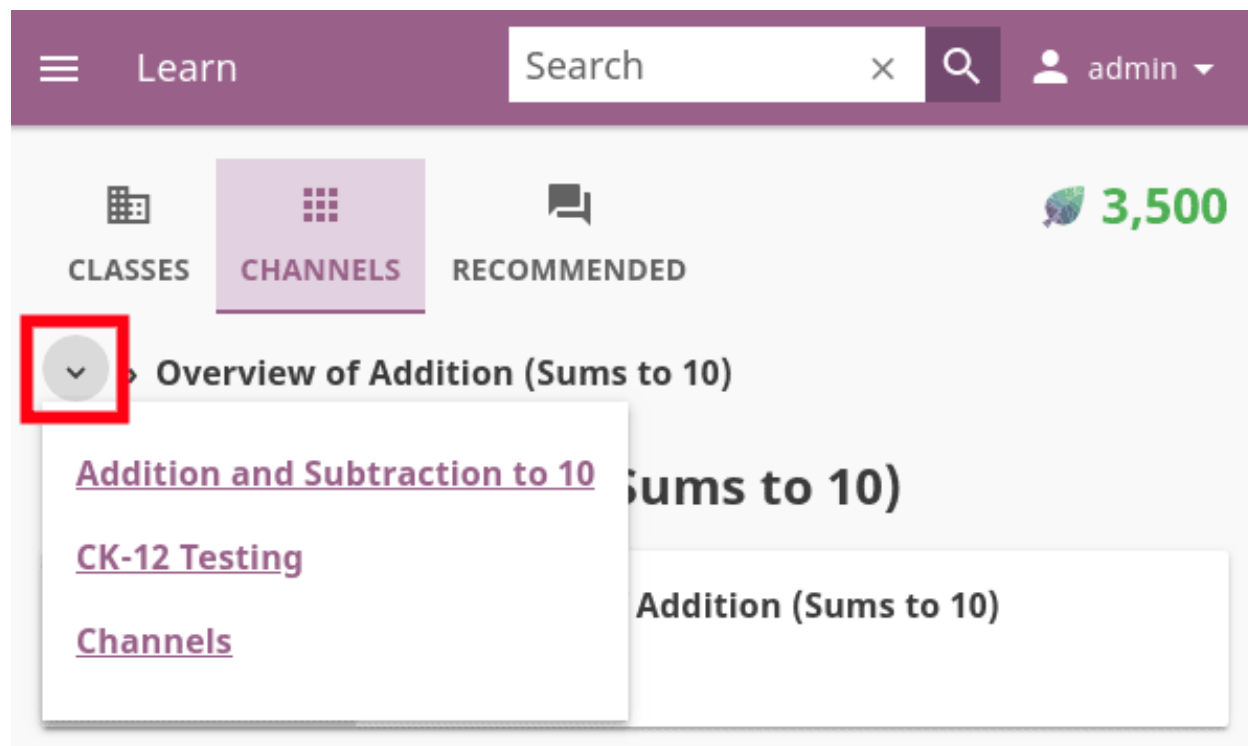 Learn
Search
admin
CLASSES
CHANNELS
RECOMMENDED
3,500
› Overview of Addition (Sums to 10)
Addition and Subtraction to 10
Sums to 10)
CK-12 Testing
Addition (Sums to 10)
Channels